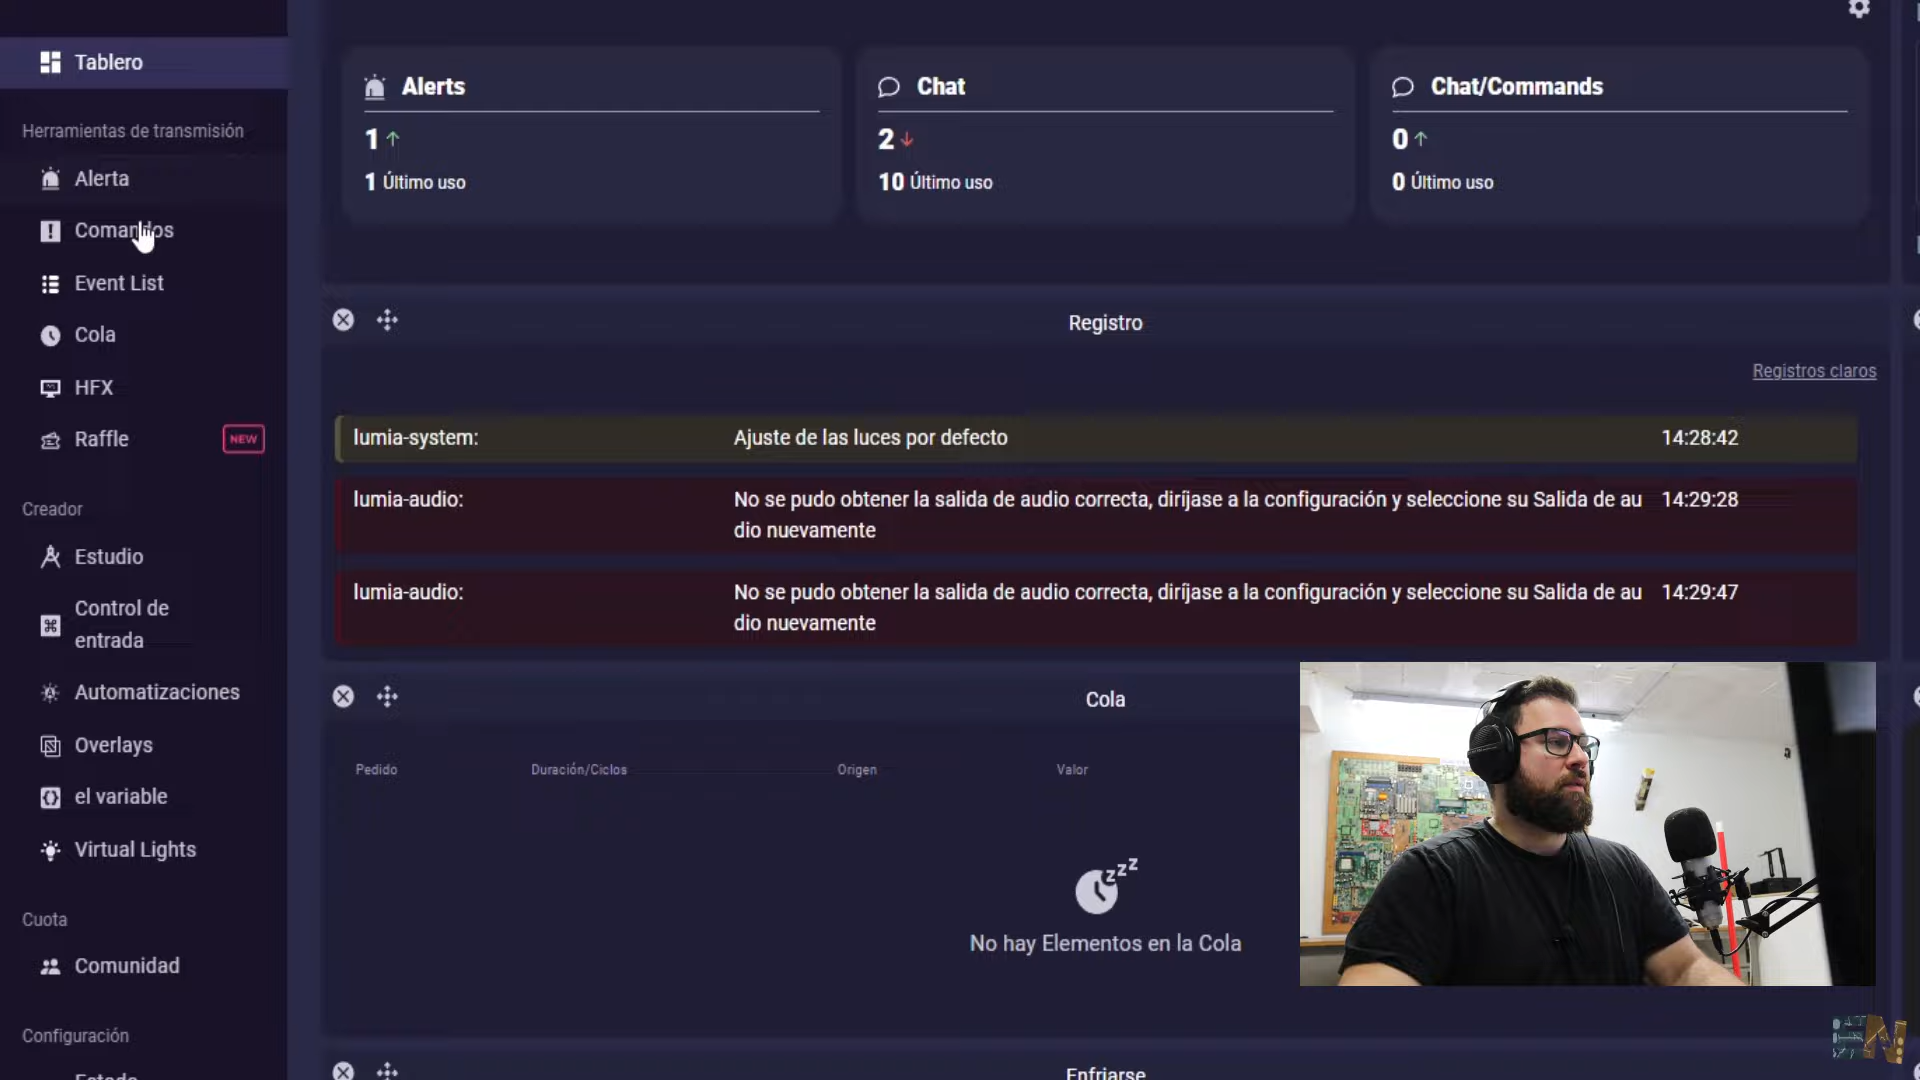 Tablero
Herramientas de transmisión
Alerta
Comandos
Event List
Cola
HFX
Raffle
NEW
Creador
Estudio
Control de
entrada
Automatizaciones
Overlays
el variable
Virtual Lights
Cuota
Comunidad
Configuración
Estado
Alerts
1
1 Último uso
Chat
2
10 Último uso
Chat/Commands
0
0 Último uso
Registro
Registros claros
lumia-system: Ajuste de las luces por defecto 14:28:42
lumia-audio: No se pudo obtener la salida de audio correcta, diríjase a la configuración y seleccione su Salida de au 14:29:28
dio nuevamente
lumia-audio: No se pudo obtener la salida de audio correcta, diríjase a la configuración y seleccione su Salida de au 14:29:47
dio nuevamente
Cola
Pedido Duración/Ciclos Origen Valor
zzz
No hay Elementos en la Cola
Enfriarse
EN